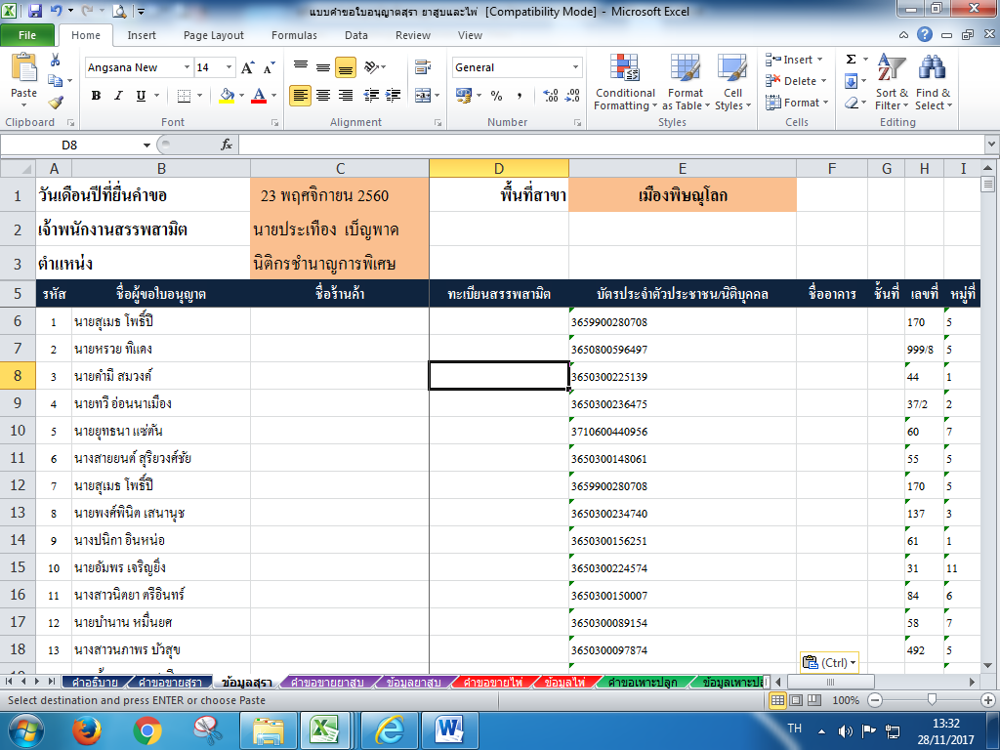 แบบคำขอใบอนุญาตสุรา ยาสูบและไพ่ [Compatibility Mode] - Microsoft Excel
File Home Insert Page Layout Formulas Data Review View
Paste Angsana New 14 General Conditional Formatting Format as Table Cell Styles Insert Delete Format Sort & Filter Find & Select
Clipboard Font Alignment Number Styles Cells Editing
D8 fx
A B C D E F G H I
1 วันเดือนปีที่ยื่นคำขอ 23 พฤศจิกายน 2560 พื้นที่สาขา เมืองพิษณุโลก
2 เจ้าพนักงานสรรพสามิต นายประเทือง เบ็ญพาด
3 ตำแหน่ง นิติกรชำนาญการพิเศษ
5 รหัส ชื่อผู้ขอใบอนุญาต ชื่อร้านค้า ทะเบียนสรรพสามิต บัตรประจำตัวประชาชน/นิติบุคคล ชื่ออาคาร ชั้นที่ เลขที่ หมู่ที่
6 1 นายสุเมธ โพธิ์ปี 3659900280708 170 5
7 2 นายหรวย ทิแดง 3650800596497 999/8 5
8 3 นายคำมี สมวงค์ 3650300225139 44 1
9 4 นายทวี อ่อนนาเมือง 3650300236475 37/2 2
10 5 นายยุทธนา แซ่ตัน 3710600440956 60 7
11 6 นางสายยนต์ สุริยวงศ์ชัย 3650300148061 55 5
12 7 นายสุเมธ โพธิ์ปี 3659900280708 170 5
13 8 นายพงศ์พินิต เสนานุช 3650300234740 137 3
14 9 นางปนิกา อินหน่อ 3650300156251 61 1
15 10 นายอัมพร เจริญยิ่ง 3650300224574 31 11
16 11 นางสาวนิตยา ตรีอินทร์ 3650300150007 84 6
17 12 นายบำนาน หมื่นยศ 3650300089154 58 7
18 13 นางสาวนภาพร บัวสุข 3650300097874 492 5
(Ctrl)
คำอธิบาย คำขอขายสุรา ข้อมูลสุรา คำขอขายยาสูบ ข้อมูลยาสูบ คำขอขายไพ่ ข้อมูลไพ่ คำขอเพาะปลูก ข้อมูลเพาะปลู
Select destination and press ENTER or choose Paste 100%
TH 13:32
28/11/2017